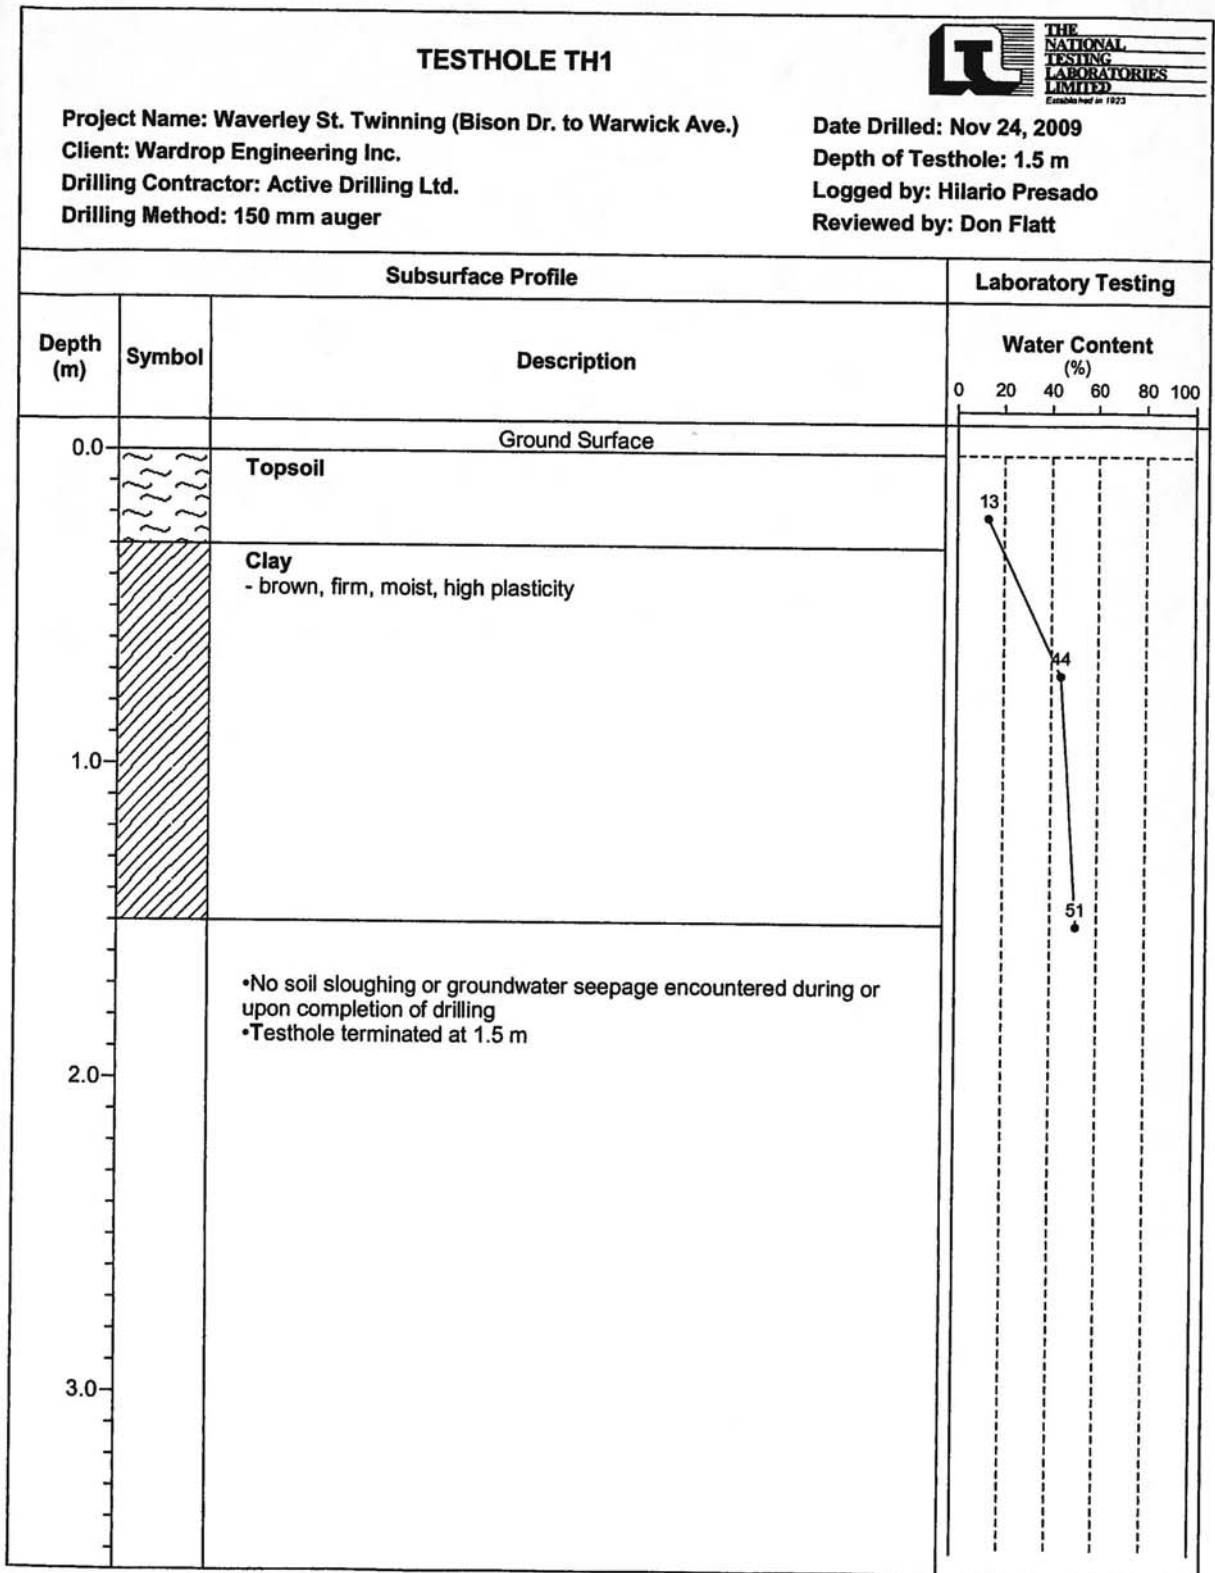 TESTHOLE TH1
THE
NATIONAL
TESTING
LABORATORIES
LIMITED
Established in 1923
Project Name: Waverley St. Twinning (Bison Dr. to Warwick Ave.)
Client: Wardrop Engineering Inc.
Drilling Contractor: Active Drilling Ltd.
Drilling Method: 150 mm auger
Date Drilled: Nov 24, 2009
Depth of Testhole: 1.5 m
Logged by: Hilario Presado
Reviewed by: Don Flatt
Subsurface Profile
Laboratory Testing
Depth
(m)
Symbol
Description
Water Content
(%)
0 20 40 60 80 100
Ground Surface
0.0
Topsoil
13
Clay
- brown, firm, moist, high plasticity
44
1.0
51
•No soil sloughing or groundwater seepage encountered during or
upon completion of drilling
•Testhole terminated at 1.5 m
2.0
3.0